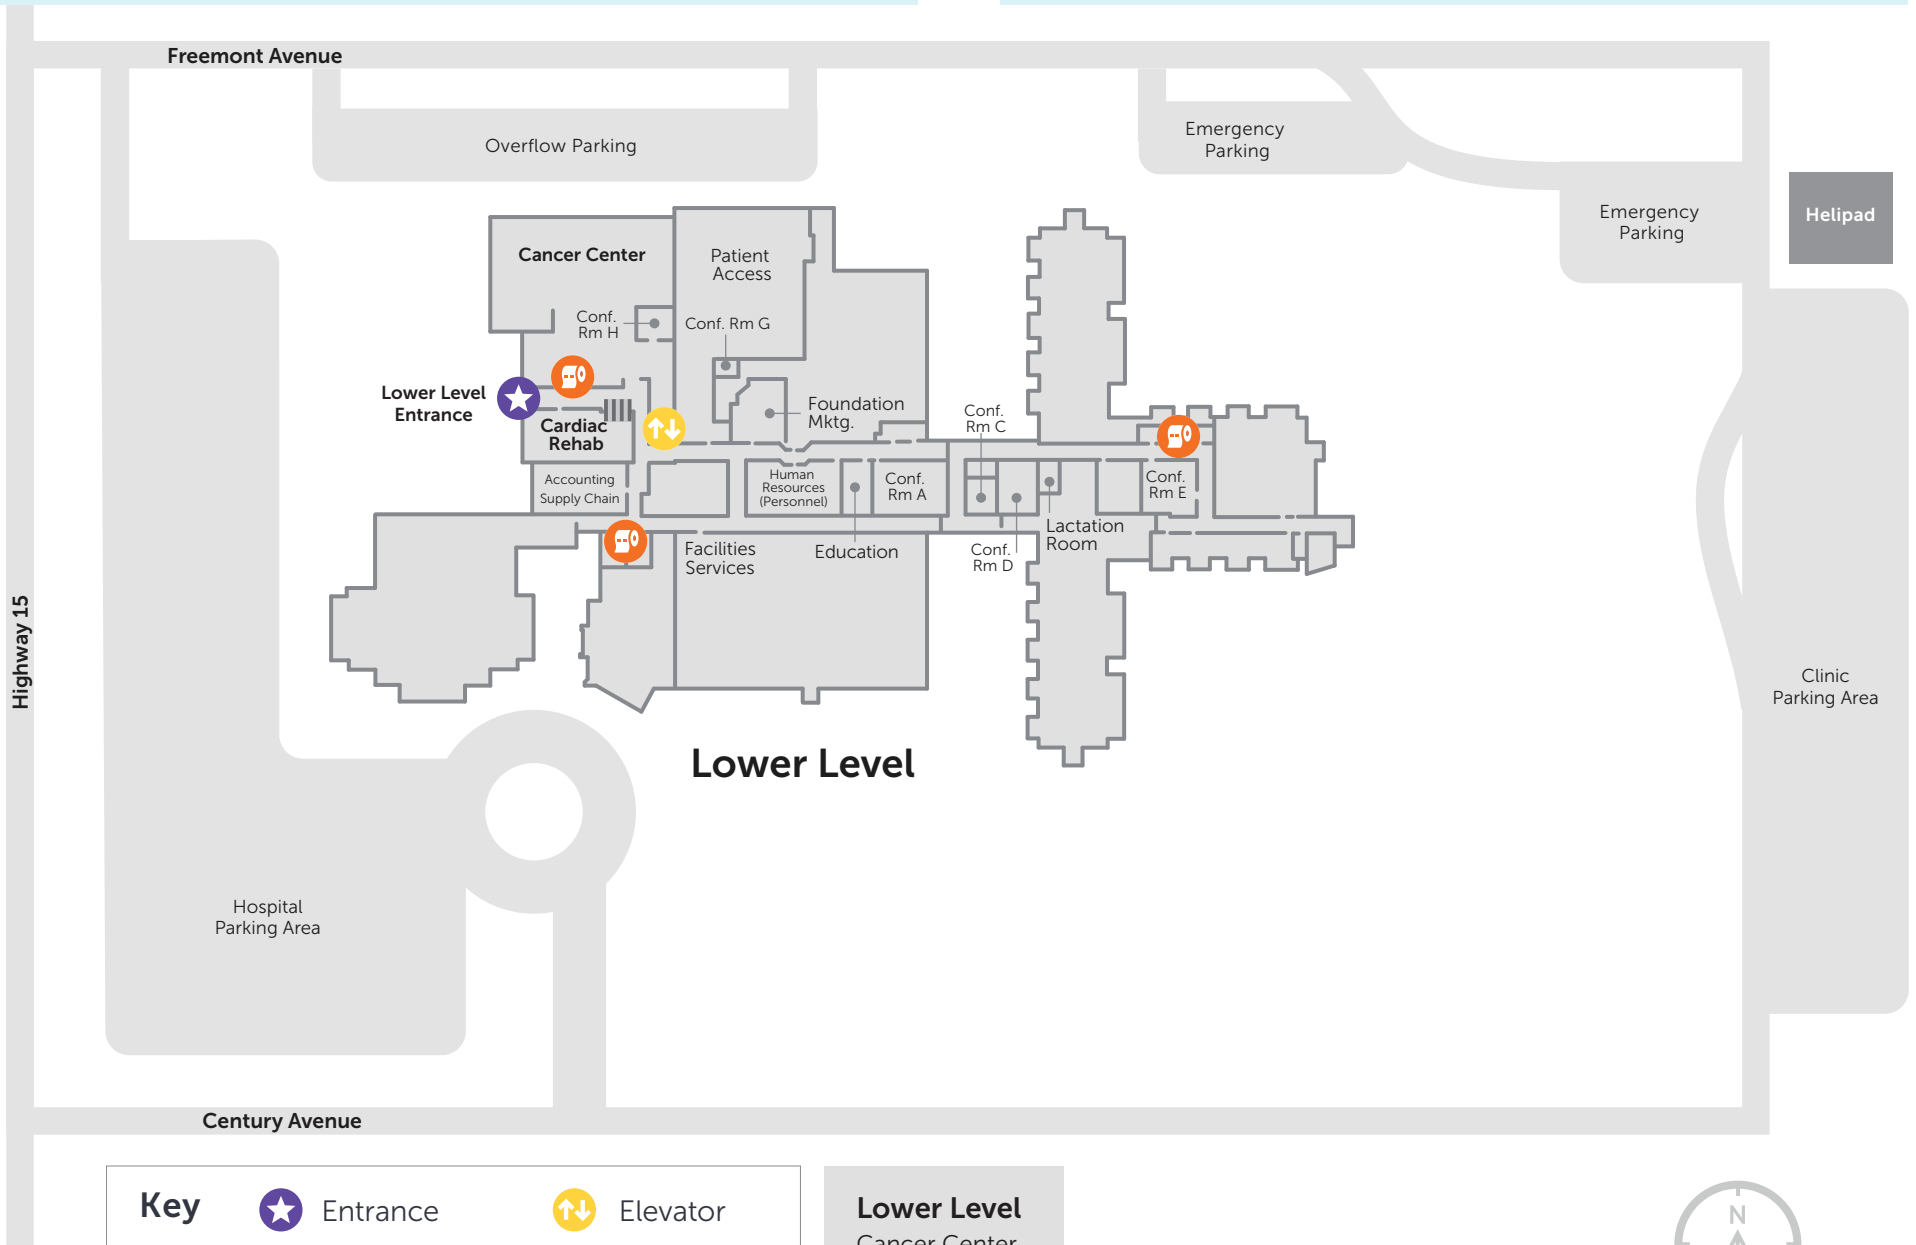 Freemont Avenue
Overflow Parking
Emergency
Parking
Emergency
Parking
Helipad
Cancer Center
Patient
Access
Conf.
Rm H
Conf. Rm G
Lower Level
Entrance
Cardiac
Rehab
Foundation
Mktg.
Conf.
Rm C
Accounting
Supply Chain
Human
Resources
(Personnel)
Conf.
Rm A
Conf.
Rm E
Lactation
Room
Facilities
Services
Education
Conf.
Rm D
Highway 15
Clinic
Parking Area
Lower Level
Hospital
Parking Area
Century Avenue
Key
Entrance
Elevator
Lower Level
Cancer Center
N